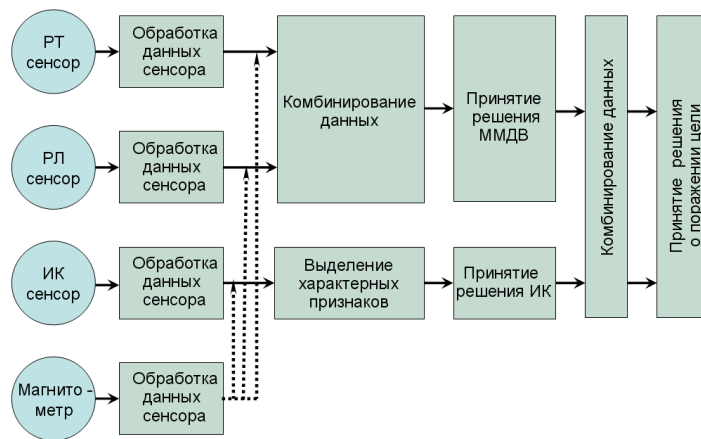 РТ
сенсор
Обработка
данных
сенсора
РЛ
сенсор
Обработка
данных
сенсора
Комбинирование
данных
Принятие
решения
ММДВ
ИК
сенсор
Обработка
данных
сенсора
Выделение
характерных
признаков
Принятие
решения ИК
Магнито -
метр
Обработка
данных
сенсора
Комбинирование данных
Принятие решения
о поражении цели